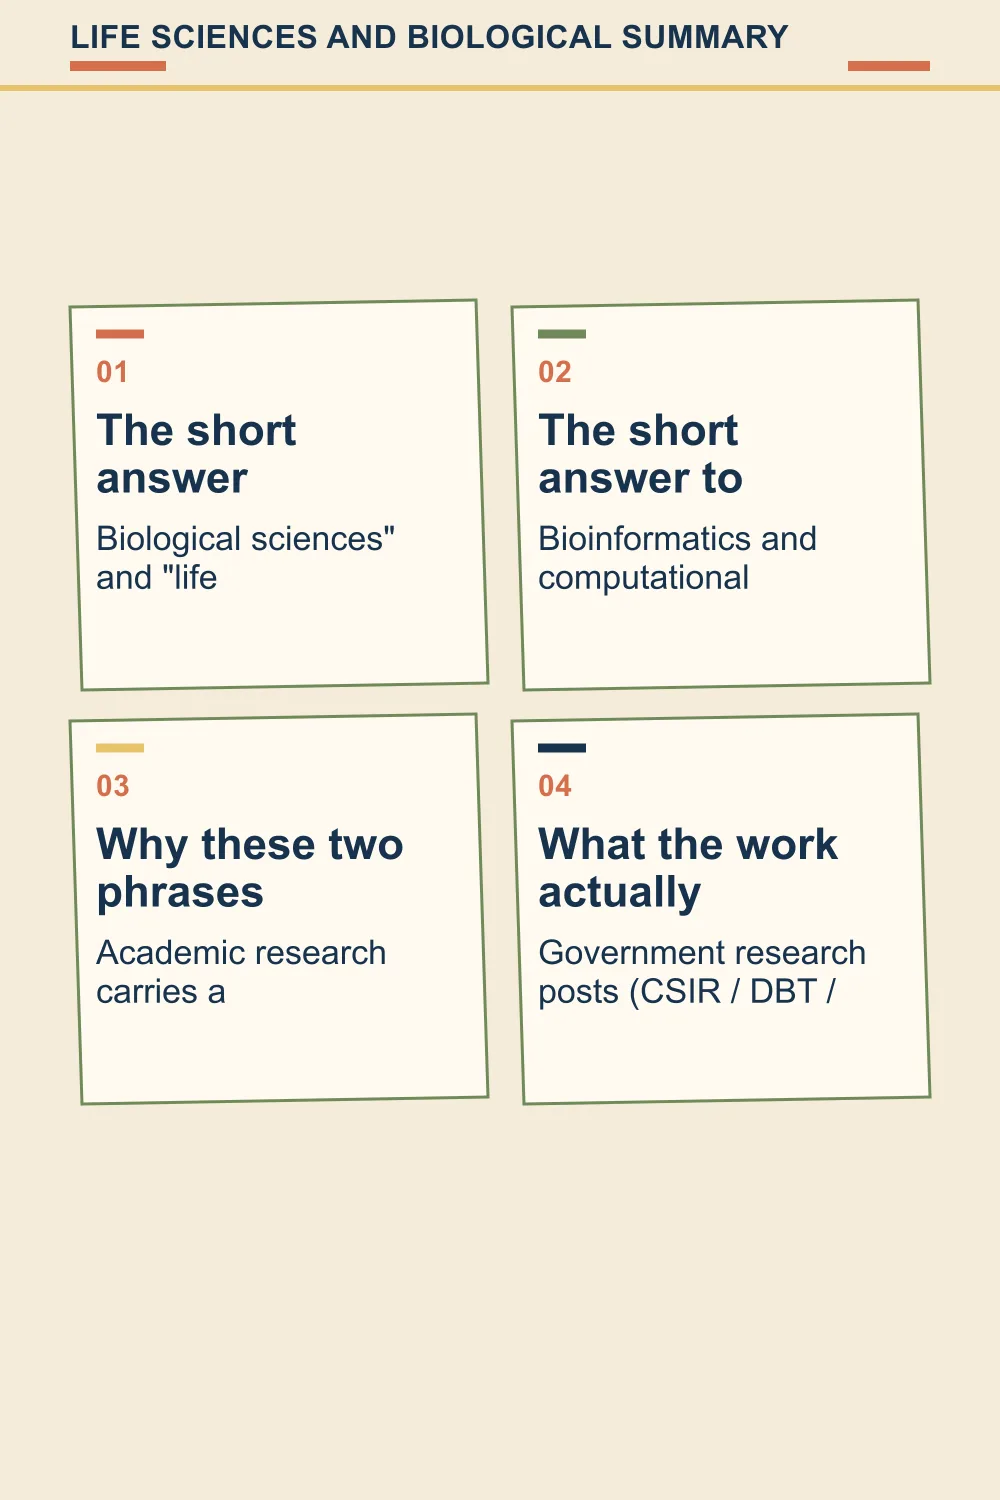 LIFE SCIENCES AND BIOLOGICAL SUMMARY
01
The short
answer
Biological sciences"
and "life
02
The short
answer to
Bioinformatics and
computational
03
Why these two
phrases
Academic research
carries a
04
What the work
actually
Government research
posts (CSIR / DBT /